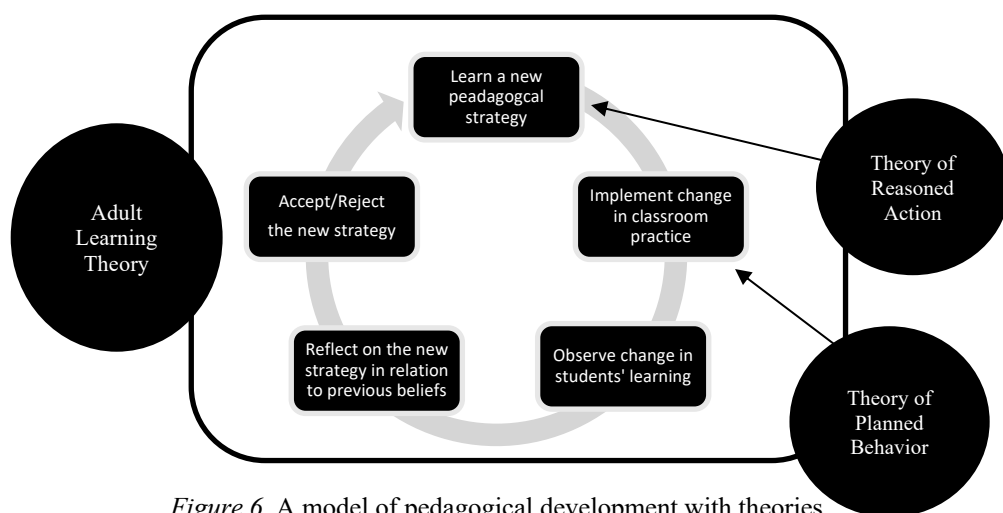 Learn a new
peadagogcal
strategy
Theory of
Reasoned
Action
Implement change
in classroom
practice
Accept/Reject
the new strategy
Adult
Learning
Theory
Reflect on the new
strategy in relation
to previous beliefs
Observe change in
students' learning
Theory of
Planned
Behavior
Figure 6. A model of pedagogical development with theories